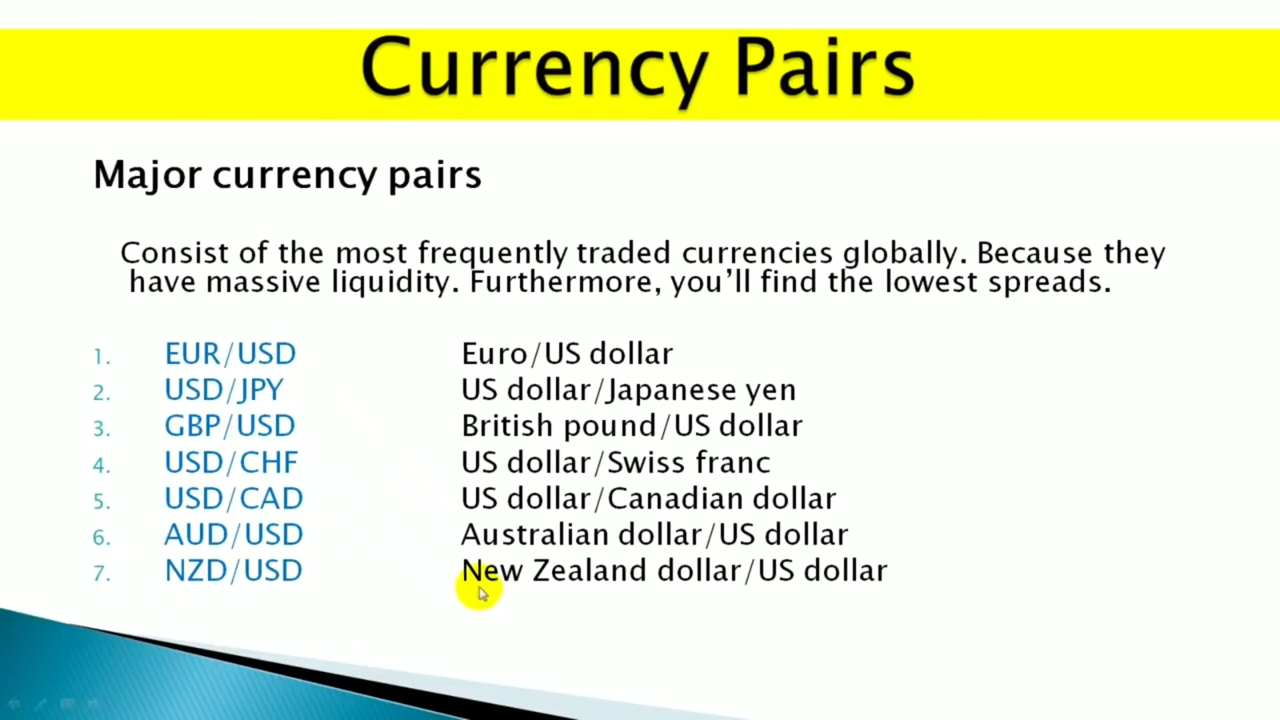 Currency Pairs
Major currency pairs
Consist of the most frequently traded currencies globally. Because they
have massive liquidity. Furthermore, you’ll find the lowest spreads.
1. EUR/USD Euro/US dollar
2. USD/JPY US dollar/Japanese yen
3. GBP/USD British pound/US dollar
4. USD/CHF US dollar/Swiss franc
5. USD/CAD US dollar/Canadian dollar
6. AUD/USD Australian dollar/US dollar
7. NZD/USD New Zealand dollar/US dollar